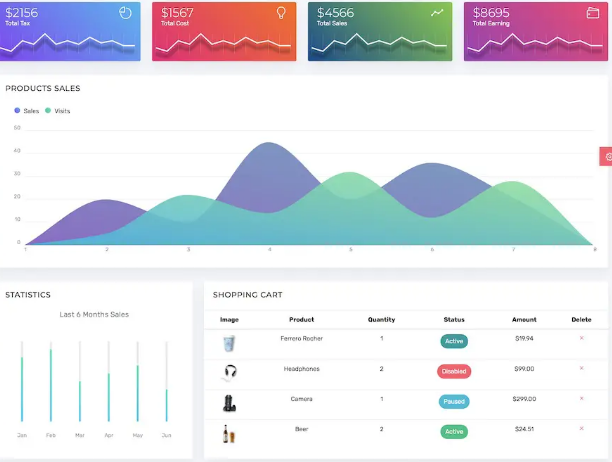 $2156
Total Tax
$1567
Total Cost
$4566
Total Sales
$8695
Total Earning
PRODUCTS SALES
Sales Visits
50
40
30
20
10
0
1 2 3 4 5 6 7 8
STATISTICS
Last 6 Months Sales
Jan Feb Mar Apr May Jun
SHOPPING CART
Image Product Quantity Status Amount Delete
Ferrero Rocher 1 Active $19.94 ×
Headphones 2 Disabled $99.00 ×
Camera 1 Paused $299.00 ×
Beer 2 Active $24.51 ×